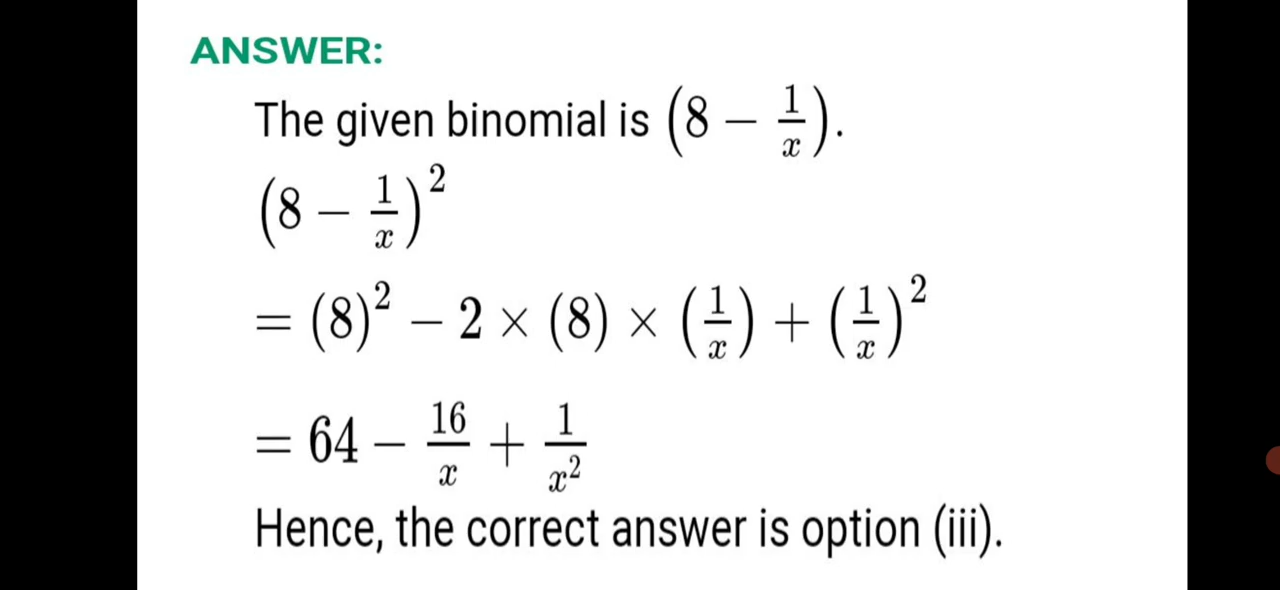 ANSWER:
The given binomial is (8 − 1/x).
(8 − 1/x)²
= (8)² − 2 × (8) × (1/x) + (1/x)²
= 64 − 16/x + 1/x²
Hence, the correct answer is option (iii).